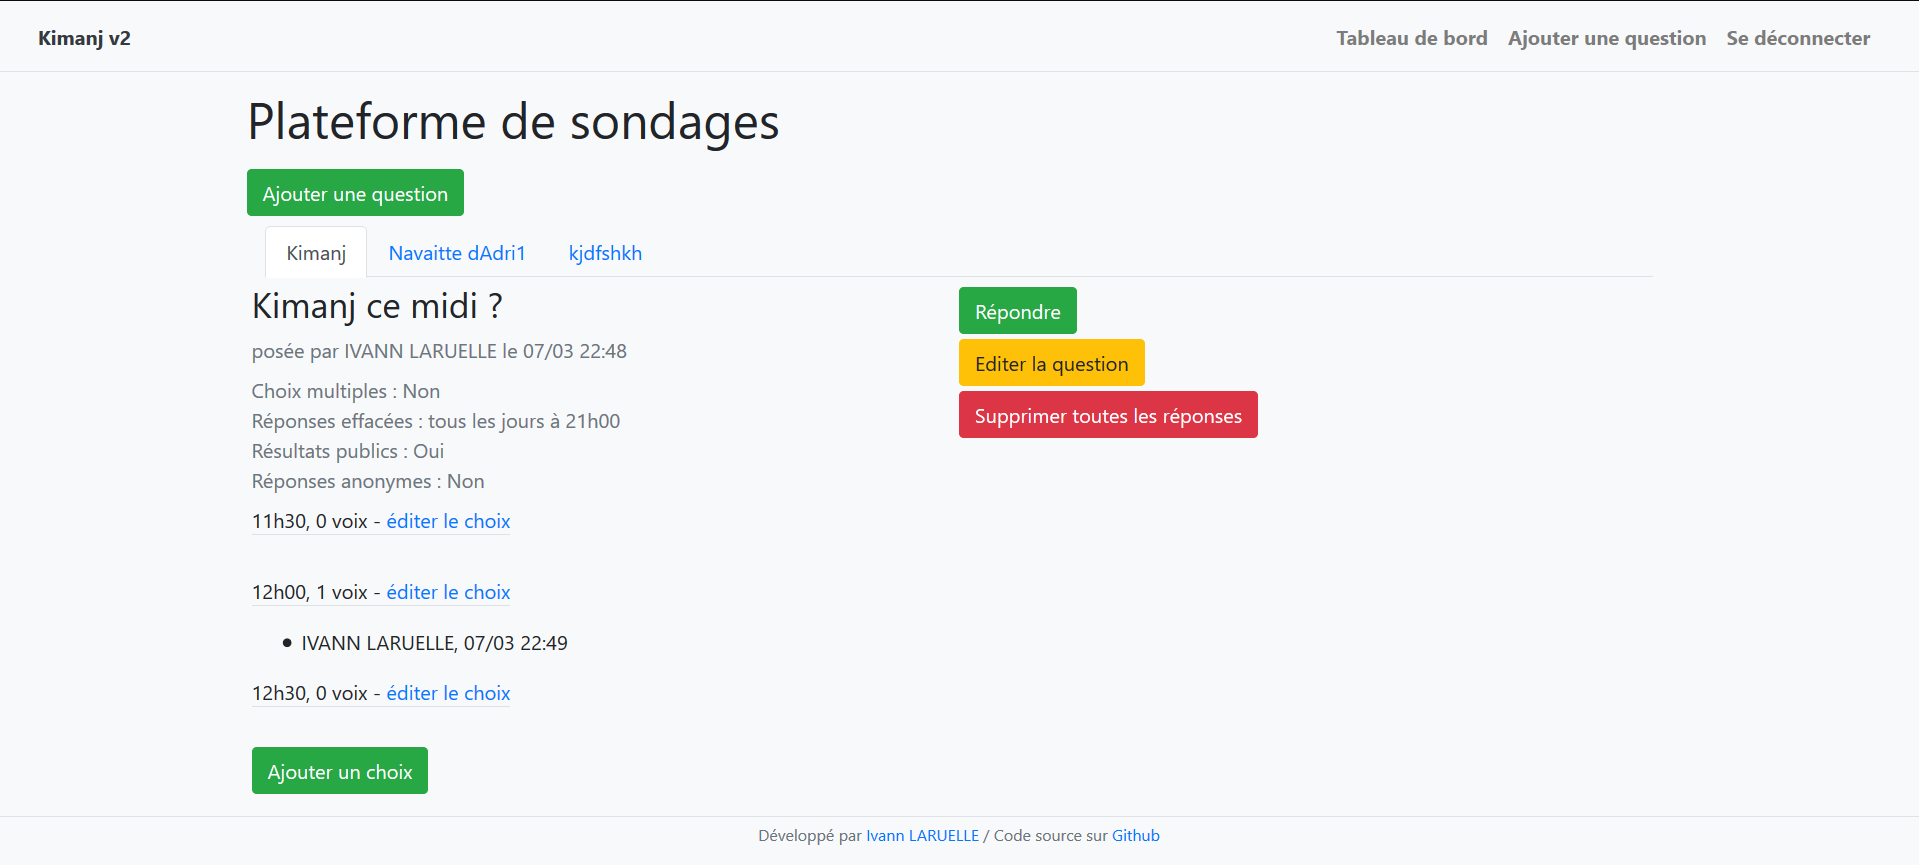 Kimanj v2
Tableau de bord Ajouter une question Se déconnecter
Plateforme de sondages
Ajouter une question
Kimanj Navaitte dAdri1 kjdfshkh
Kimanj ce midi ?
posée par IVANN LARUELLE le 07/03 22:48
Choix multiples : Non
Réponses effacées : tous les jours à 21h00
Résultats publics : Oui
Réponses anonymes : Non
11h30, 0 voix - éditer le choix
12h00, 1 voix - éditer le choix
• IVANN LARUELLE, 07/03 22:49
12h30, 0 voix - éditer le choix
Ajouter un choix
Répondre
Editer la question
Supprimer toutes les réponses
Développé par Ivann LARUELLE / Code source sur Github